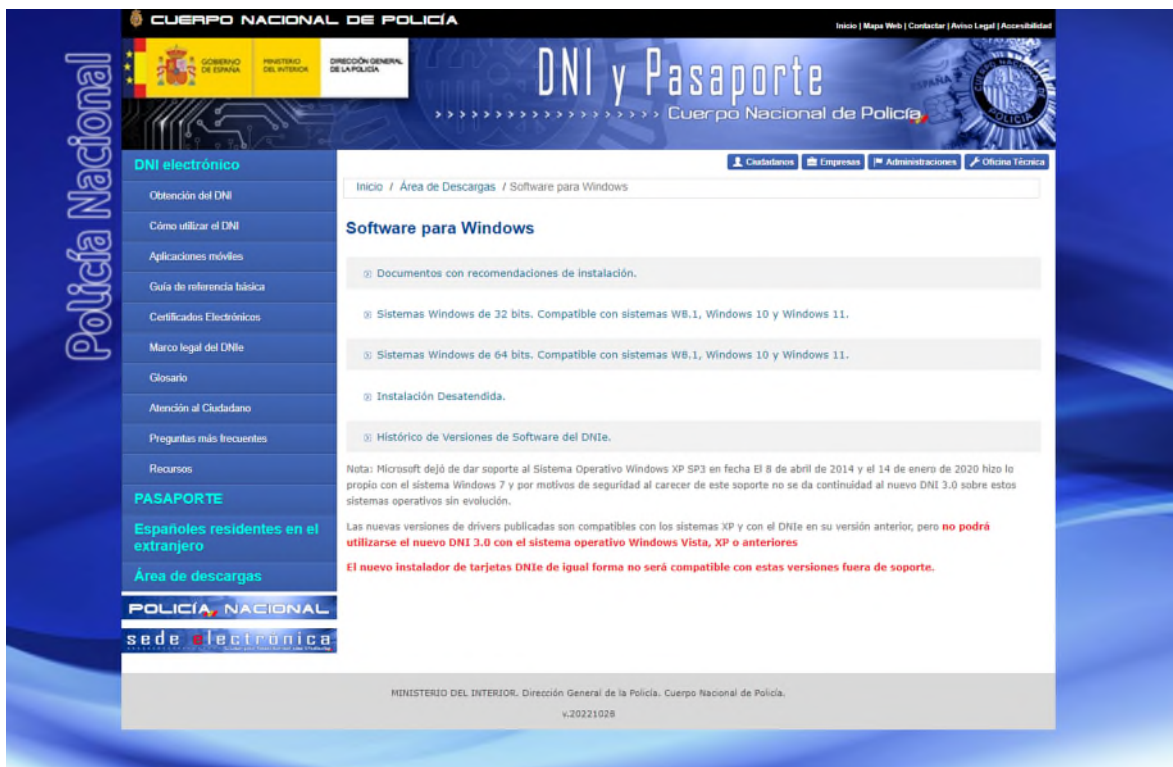 CUERPO NACIONAL DE POLICÍA
Inicio | Mapa Web | Contactar | Aviso Legal | Accesibilidad
Policía Nacional
GOBIERNO DE ESPAÑA
MINISTERIO DEL INTERIOR
DIRECCIÓN GENERAL DE LA POLICÍA
DNI y Pasaporte
>>>>>>>>>>>>>>>>>>> Cuerpo Nacional de Policía
ESPAÑA
POLICIA
Ciudadanos
Empresas
Administraciones
Oficina Técnica
DNI electrónico
Obtención del DNI
Cómo utilizar el DNI
Aplicaciones móviles
Guía de referencia básica
Certificados Electrónicos
Marco legal del DNIe
Glosario
Atención al Ciudadano
Preguntas más frecuentes
Recursos
PASAPORTE
Españoles residentes en el
extranjero
Área de descargas
POLICÍA NACIONAL
sede electrónica
Inicio / Área de Descargas / Software para Windows
Software para Windows
Documentos con recomendaciones de instalación.
Sistemas Windows de 32 bits. Compatible con sistemas W8.1, Windows 10 y Windows 11.
Sistemas Windows de 64 bits. Compatible con sistemas W8.1, Windows 10 y Windows 11.
Instalación Desatendida.
Histórico de Versiones de Software del DNIe.
Nota: Microsoft dejó de dar soporte al Sistema Operativo Windows XP SP3 en fecha El 8 de abril de 2014 y el 14 de enero de 2020 hizo lo
propio con el sistema Windows 7 y por motivos de seguridad al carecer de este soporte no se da continuidad al nuevo DNI 3.0 sobre estos
sistemas operativos sin evolución.
Las nuevas versiones de drivers publicadas son compatibles con los sistemas XP y con el DNIe en su versión anterior, pero no podrá
utilizarse el nuevo DNI 3.0 con el sistema operativo Windows Vista, XP o anteriores
El nuevo instalador de tarjetas DNIe de igual forma no será compatible con estas versiones fuera de soporte.
MINISTERIO DEL INTERIOR. Dirección General de la Policía. Cuerpo Nacional de Policía.
v.20221028